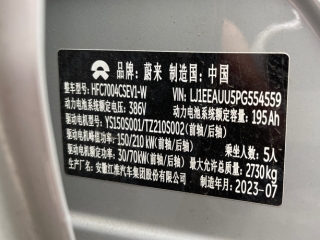 品牌：蔚来 制造国：中国
整车型号：HFC7004CSEV1-W VIN: LJ1EEAUU5PG554559
动力电池系统额定电压：386V 动力电池系统额定容量：195Ah
驱动电机型号：YS150S001/TZ210S002(前轴/后轴)
驱动电机峰值功率：150/210 kW(前轴/后轴) 乘坐人数：5人
驱动电机额定功率：30/70kW(前轴/后轴) 最大允许总质量：2730kg
生产厂名：安徽江淮汽车集团股份有限公司 制造年月：2023-07